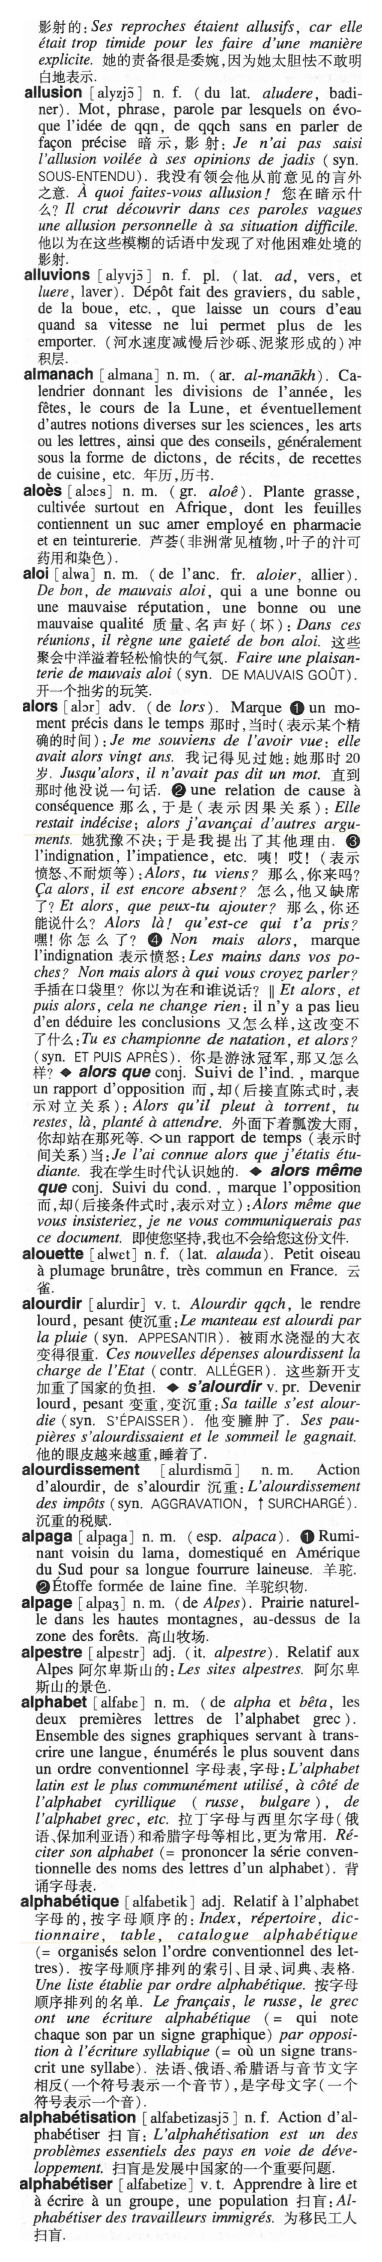 影射的: Ses reproches étaient allusifs, car elle
était trop timide pour les faire d'une manière
explicite. 她的责备很是委婉,因为她太胆怯不敢明
白地表示.
allusion [alyzjɔ̃] n. f. (du lat. aludere, badi-
ner). Mot, phrase, parole par lesquels on évo-
que l'idée de qqn, de qqch sans en parler de
façon précise 暗示,影射: Je n'ai pas saisi
l'allusion voilée à ses opinions de jadis (syn.
SOUS-ENTENDU). 我没有领会他从前意见的言外
之意. À quoi faites-vous allusion! 您在暗示什
么? Il crut découvrir dans ces paroles vagues
une allusion personnelle à sa situation difficile.
他以为在这些模糊的话语中发现了对他困难处境的
影射.
alluvions [alyvjɔ̃] n. f. pl. (lat. ad, vers, et
luere, laver). Dépôt fait des graviers, du sable,
de la boue, etc., que laisse un cours d'eau
quand sa vitesse ne lui permet plus de les
emporter. (河水速度减慢后沙砾、泥浆形成的)冲
积层.
almanach [almana] n. m. (ar. al-manākh). Ca-
lendrier donnant les divisions de l'année, les
fêtes, le cours de la Lune, et éventuellement
d'autres notions diverses sur les sciences, les arts
ou les lettres, ainsi que des conseils, généralement
sous la forme de dictons, de récits, de recettes
de cuisine, etc. 年历,历书.
aloès [alɔɛs] n. m. (gr. aloê). Plante grasse,
cultivée surtout en Afrique, dont les feuilles
contiennent un suc amer employé en pharmacie
et en teinturerie. 芦荟(非洲常见植物,叶子的汁可
药用和染色).
aloi [alwa] n. m. (de l'anc. fr. aloier, allier).
De bon, de mauvais aloi, qui a une bonne ou
une mauvaise réputation, une bonne ou une
mauvaise qualité 质量、名声好(坏): Dans ces
réunions, il règne une gaieté de bon aloi. 这些
聚会中洋溢着轻松愉快的气氛. Faire une plaisan-
terie de mauvais aloi (syn. DE MAUVAIS GOÛT).
开一个拙劣的玩笑.
alors [alɔr] adv. (de lors). Marque ❶ un mo-
ment précis dans le temps 那时,当时(表示某个精
确的时间): Je me souviens de l'avoir vue: elle
avait alors vingt ans. 我记得见过她:她那时 20
岁. Jusqu'alors, il n'avait pas dit un mot. 直到
那时他没说一句话. ❷ une relation de cause à
conséquence 那么,于是(表示因果关系): Elle
restait indécise; alors j'avançai d'autres argu-
ments. 她犹豫不决;于是我提出了其他理由. ❸
l'indignation, l'impatience, etc. 咦! 哎! (表示
愤怒、不耐烦等): Alors, tu viens? 那么,你来吗?
Ça alors, il est encore absent? 怎么,他又缺席
了? Et alors, que peux-tu ajouter? 那么,你还
能说什么? Alors là! qu'est-ce qui t'a pris?
嘿! 你怎么了? ❹ Non mais alors, marque
l'indignation 表示愤怒: Les mains dans vos po-
ches? Non mais alors à qui vous croyez parler?
手插在口袋里? 你以为在和谁说话? ‖ Et alors, et
puis alors, cela ne change rien: il n'y a pas lieu
d'en déduire les conclusions 又怎么样,这改变不
了什么: Tu es championne de natation, et alors?
(syn. ET PUIS APRÈS). 你是游泳冠军,那又怎么
样? ◆ alors que conj. Suivi de l'ind., marque
un rapport d'opposition 而,却(后接直陈式时,表
示对立关系): Alors qu'il pleut à torrent, tu
restes, là, planté à attendre. 外面下着瓢泼大雨,
你却站在那死等. ◇un rapport de temps (表示时
间关系)当: Je l'ai connue alors que j'étatis étu-
diante. 我在学生时代认识她的. ◆ alors même
que conj. Suivi du cond., marque l'opposition
而,却(后接条件式时,表示对立): Alors même que
vous insisteriez, je ne vous communiquerais pas
ce document. 即使您坚持,我也不会给您这份文件.
alouette [alwɛt] n. f. (lat. alauda). Petit oiseau
à plumage brunâtre, très commun en France. 云
雀.
alourdir [alurdir] v. t. Alourdir qqch, le rendre
lourd, pesant 使沉重: Le manteau est alourdi par
la pluie (syn. APPESANTIR). 被雨水浇湿的大衣
变得很重. Ces nouvelles dépenses alourdissent la
charge de l'Etat (contr. ALLÉGER). 这些新开支
加重了国家的负担. ◆ s'alourdir v. pr. Devenir
lourd, pesant 变重,变沉重: Sa taille s'est alour-
die (syn. S'ÉPAISSER). 他变臃肿了. Ses pau-
pières s'alourdissaient et le sommeil le gagnait.
他的眼皮越来越重,睡着了.
alourdissement [alurdismɑ̃] n. m. Action
d'alourdir, de s'alourdir 沉重: L'alourdissement
des impôts (syn. AGGRAVATION, ↑ SURCHARGÉ).
沉重的税赋.
alpaga [alpaga] n. m. (esp. alpaca). ❶ Rumi-
nant voisin du lama, domestiqué en Amérique
du Sud pour sa longue fourrure laineuse. 羊驼.
❷ Étoffe formée de laine fine. 羊驼织物.
alpage [alpaʒ] n. m. (de Alpes). Prairie naturel-
le dans les hautes montagnes, au-dessus de la
zone des forêts. 高山牧场.
alpestre [alpɛstr] adj. (it. alpestre). Relatif aux
Alpes 阿尔卑斯山的: Les sites alpestres. 阿尔卑
斯山的景色.
alphabet [alfabɛ] n. m. (de alpha et bêta, les
deux premières lettres de l'alphabet grec).
Ensemble des signes graphiques servant à trans-
crire une langue, énumérés le plus souvent dans
un ordre conventionnel 字母表,字母: L'alphabet
latin est le plus communément utilisé, à côté de
l'alphabet cyrillique (russe, bulgare), de
l'alphabet grec, etc. 拉丁字母与西里尔字母(俄
语、保加利亚语)和希腊字母等相比,更为常用. Ré-
citer son alphabet (= prononcer la série conven-
tionnelle des noms des lettres d'un alphabet). 背
诵字母表.
alphabétique [alfabetik] adj. Relatif à l'alphabet
字母的,按字母顺序的: Index, répertoire, dic-
tionnaire, table, catalogue alphabétique
(= organisés selon l'ordre conventionnel des let-
tres). 按字母顺序排列的索引、目录、词典、表格.
Une liste établie par ordre alphabétique. 按字母
顺序排列的名单. Le français, le russe, le grec
ont une écriture alphabétique (= qui note
chaque son par un signe graphique) par opposi-
tion à l'écriture syllabique (= où un signe trans-
crit une syllabe). 法语、俄语、希腊语与音节文字
相反(一个符号表示一个音节),是字母文字(一个
符号表示一个音).
alphabétisation [alfabetizasjɔ̃] n. f. Action d'al-
phabétiser 扫盲: L'alphahétisation est un des
problèmes essentiels des pays en voie de déve-
loppement. 扫盲是发展中国家的一个重要问题.
alphabétiser [alfabetize] v. t. Apprendre à lire et
à écrire à un groupe, une population 扫盲: Al-
phabétiser des travailleurs immigrés. 为移民工人
扫盲.